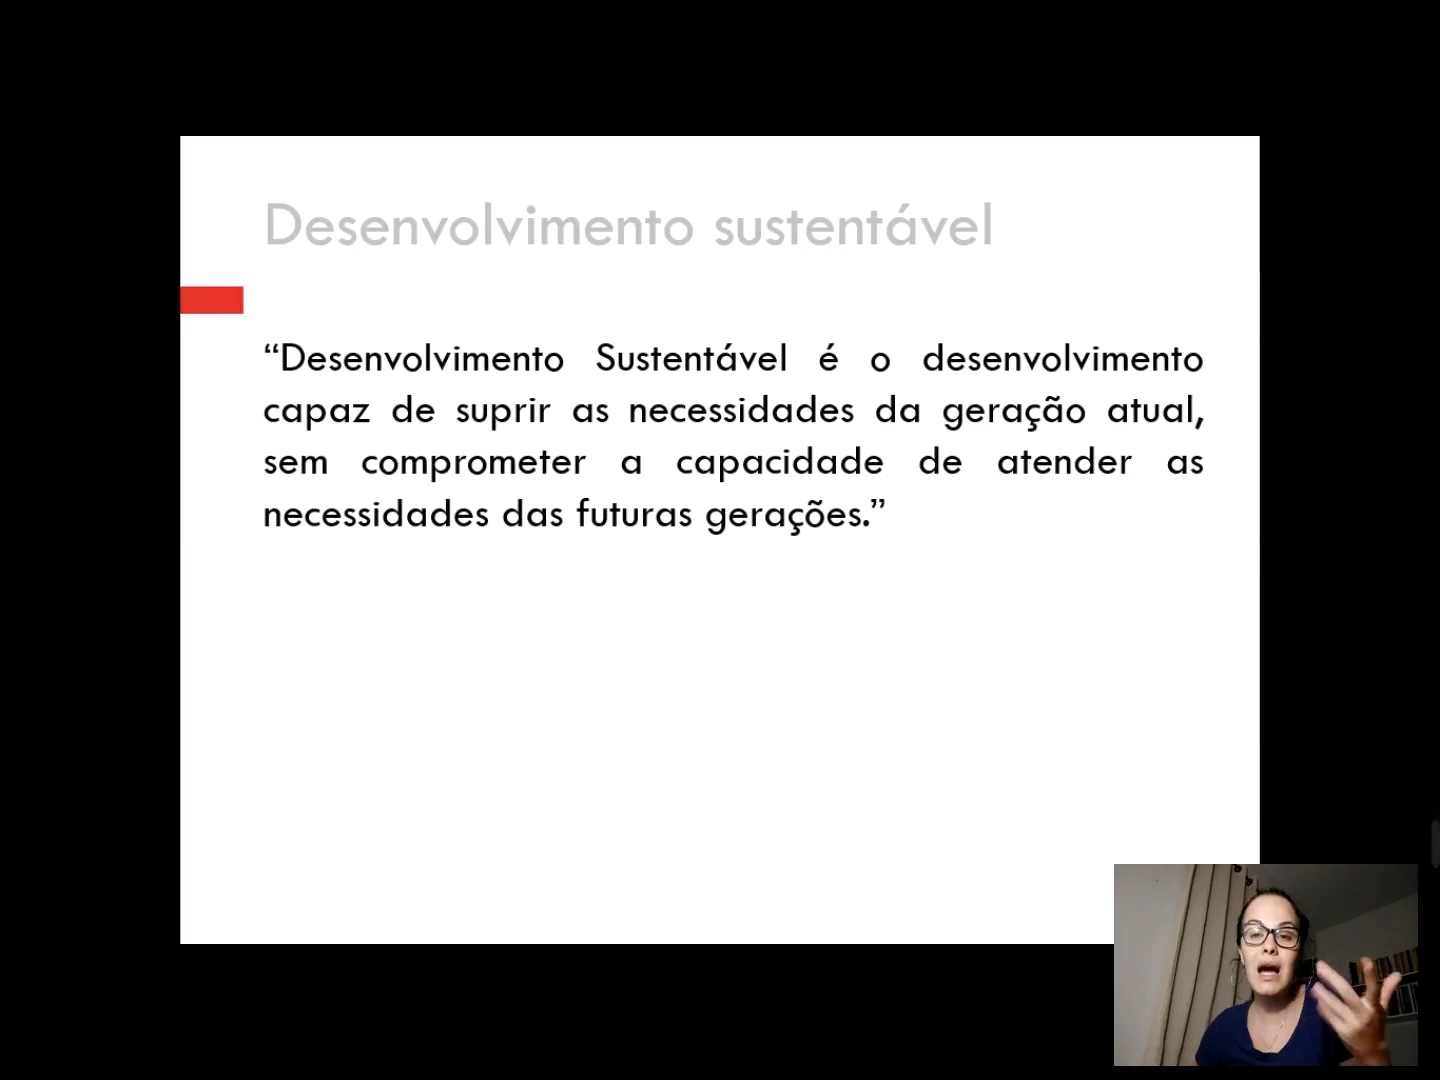 Desenvolvimento sustentável
“Desenvolvimento Sustentável é o desenvolvimento
capaz de suprir as necessidades da geração atual,
sem comprometer a capacidade de atender as
necessidades das futuras gerações.”